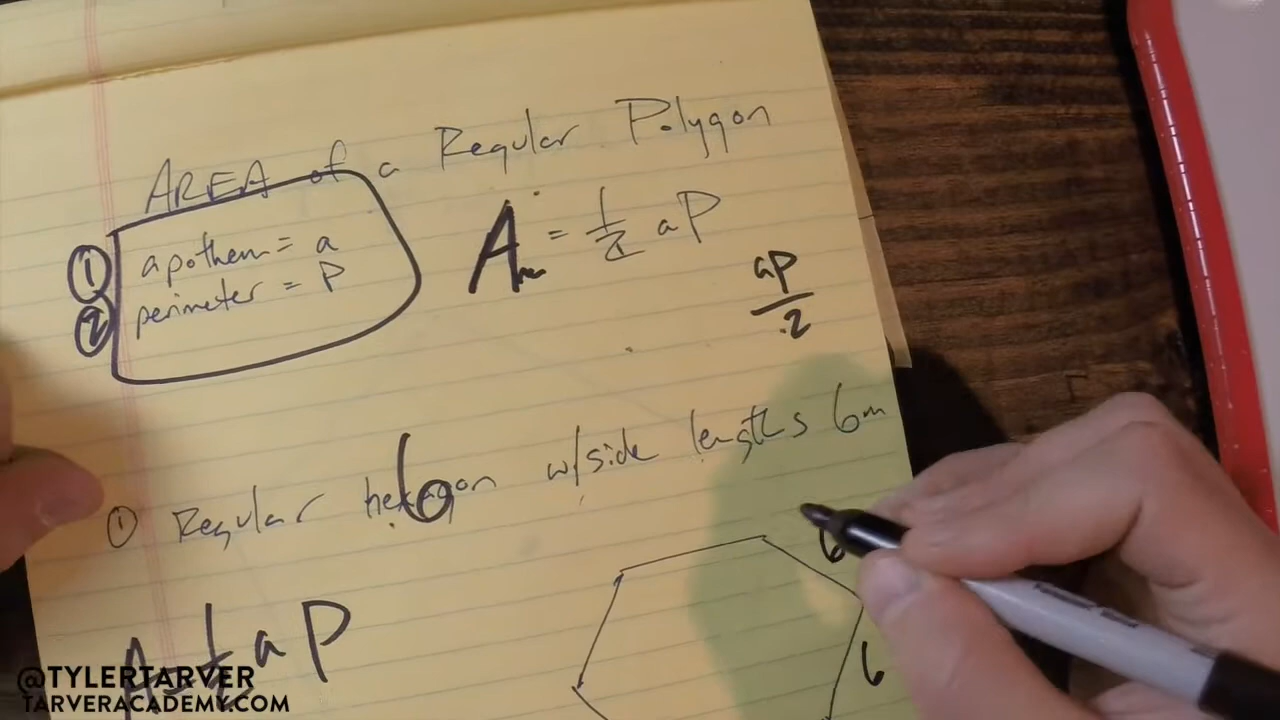 AREA of a Regular Polygon
① apothem = a
② perimeter = P
A = 1/2 aP
aP/2
① Regular hexagon w/side lengths 6m
6
6
6
A = 1/2 a P
@TYLERTARVER
TARVERACADEMY.COM